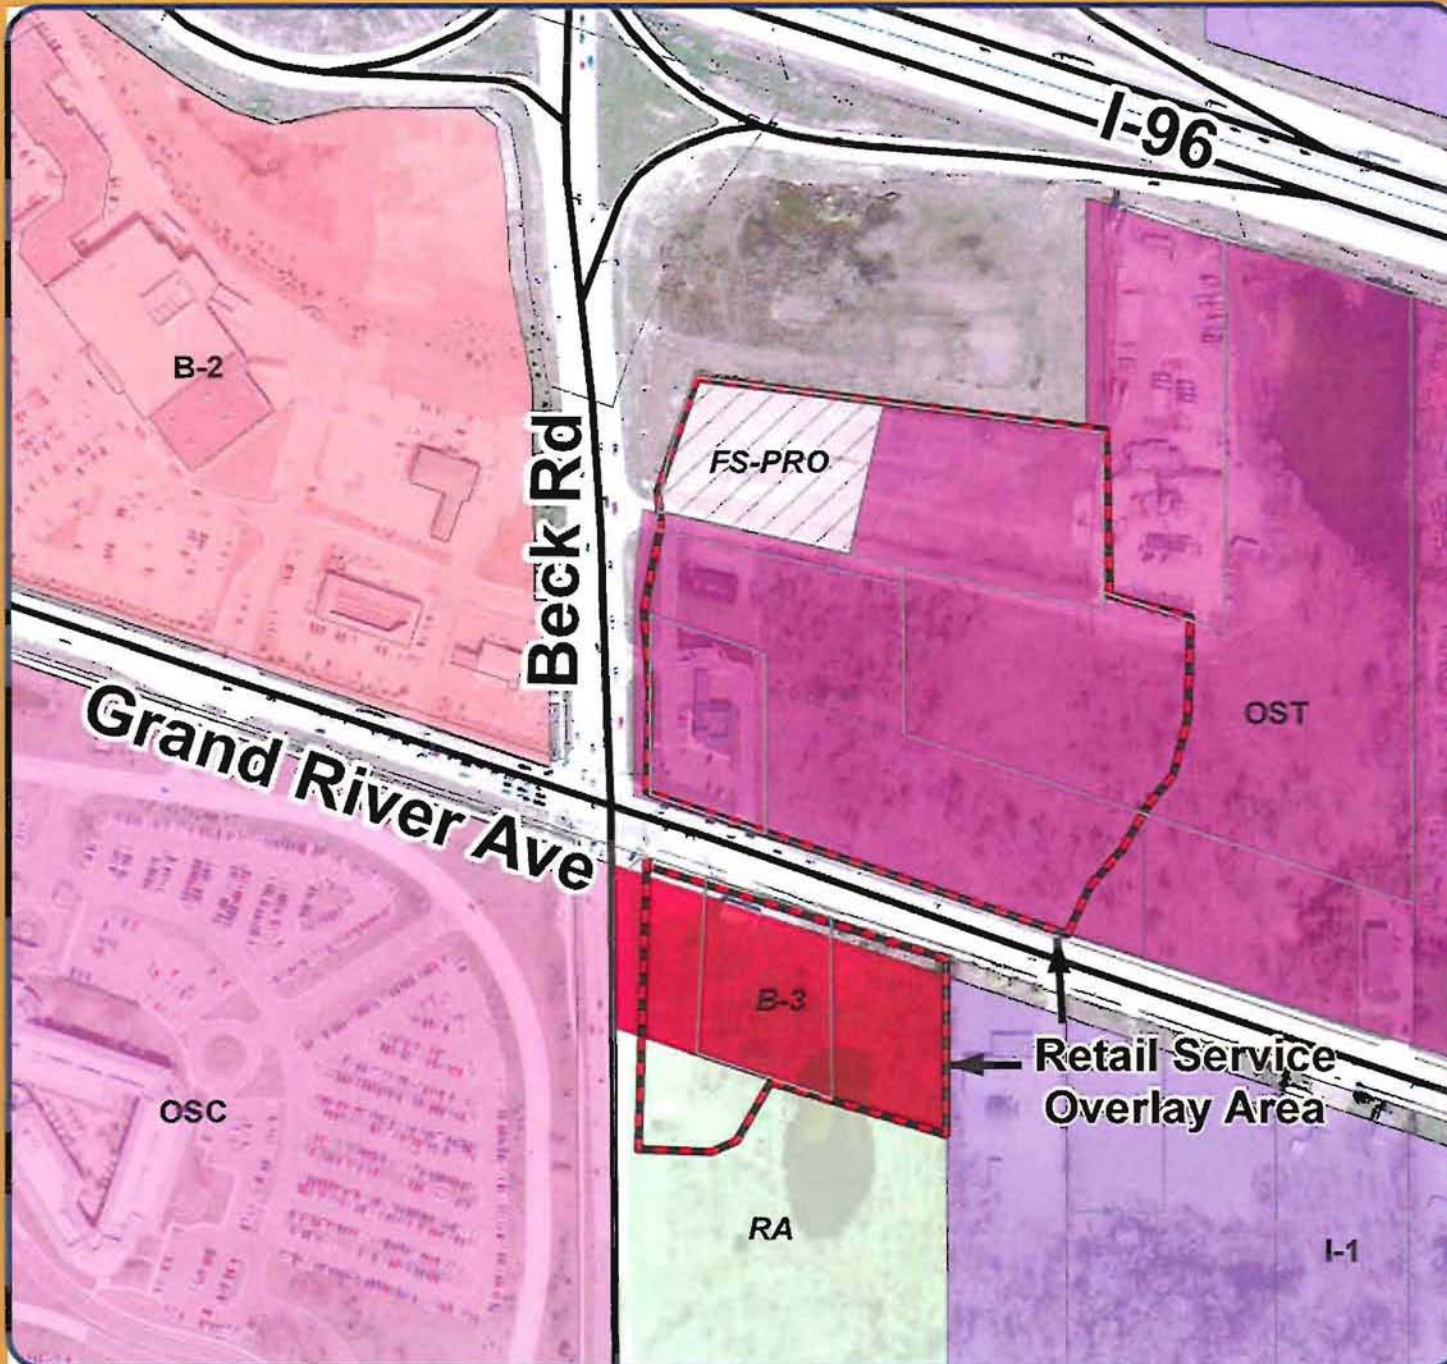 I-96
B-2
FS-PRO
Beck Rd
OST
Grand River Ave
B-3
Retail Service
Overlay Area
OSC
RA
I-1